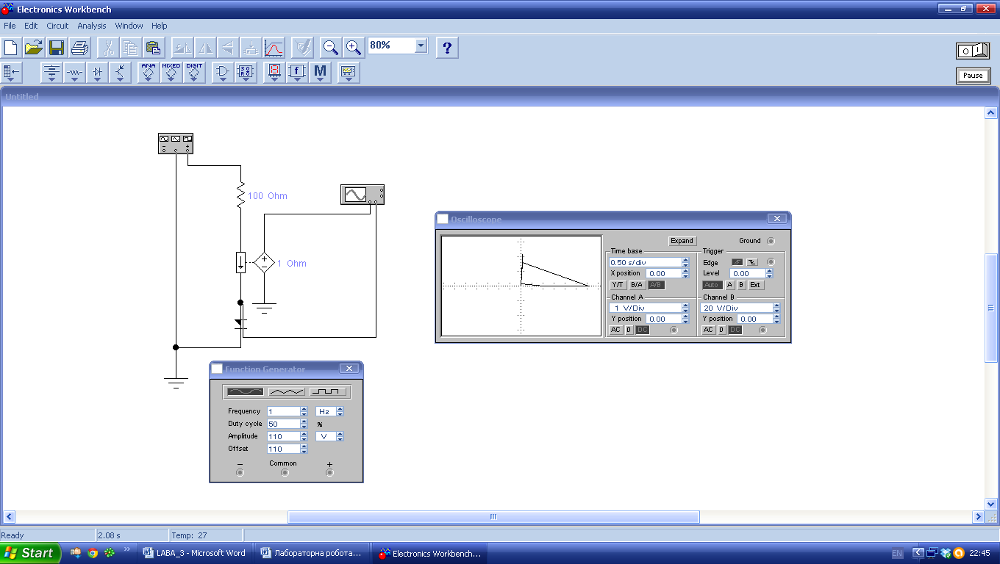 Electronics Workbench
File Edit Circuit Analysis Window Help
80%
?
O I
ANA MIXED DIGIT
f M
Pause
Untitled
100 Ohm
1 Ohm
Oscilloscope
Expand Ground
Time base Trigger
0.50 s/div Edge
X position 0.00 Level 0.00
Y/T B/A A/B Auto A B Ext
Channel A Channel B
1 V/Div 20 V/Div
Y position 0.00 Y position 0.00
AC 0 DC AC 0 DC
Function Generator
Frequency 1 Hz
Duty cycle 50 %
Amplitude 110 V
Offset 110
− Common +
Ready 2.08 s Temp: 27
Start LABA_3 - Microsoft Word Лабораторна робота... Electronics Workbench... EN 22:45